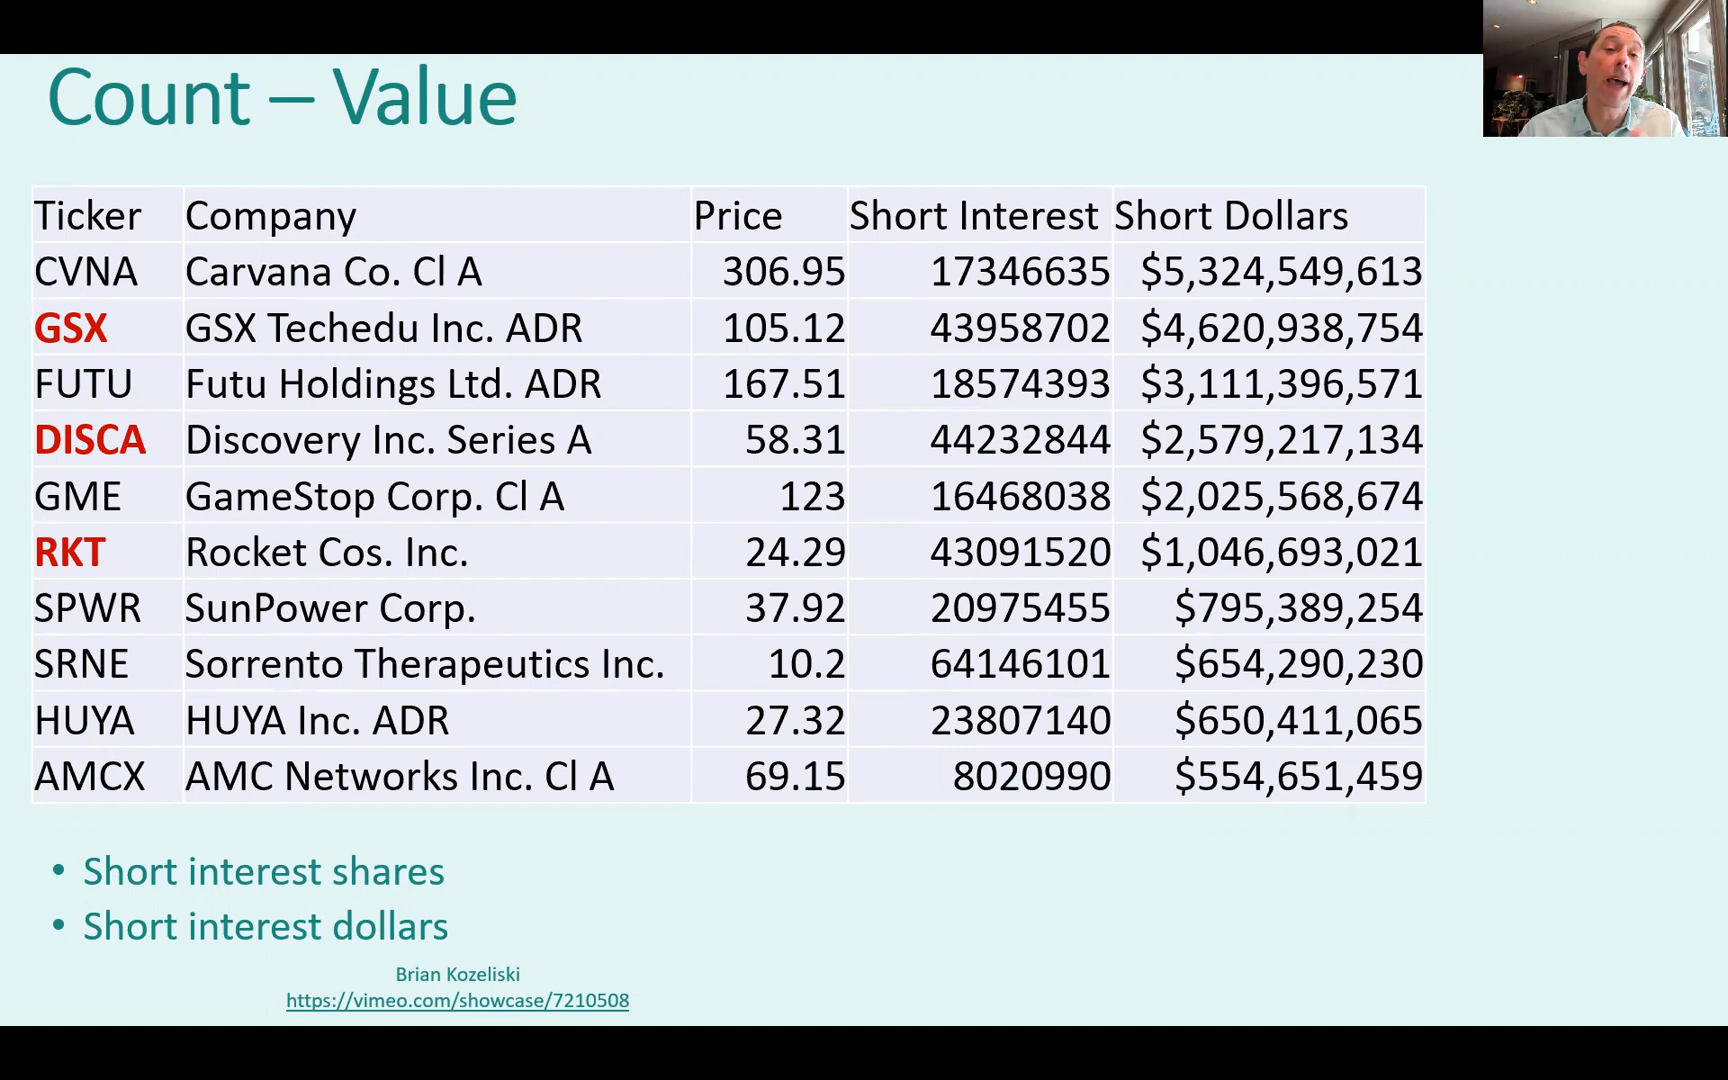 Count – Value
Ticker Company Price Short Interest Short Dollars
CVNA Carvana Co. Cl A 306.95 17346635 $5,324,549,613
GSX GSX Techedu Inc. ADR 105.12 43958702 $4,620,938,754
FUTU Futu Holdings Ltd. ADR 167.51 18574393 $3,111,396,571
DISCA Discovery Inc. Series A 58.31 44232844 $2,579,217,134
GME GameStop Corp. Cl A 123 16468038 $2,025,568,674
RKT Rocket Cos. Inc. 24.29 43091520 $1,046,693,021
SPWR SunPower Corp. 37.92 20975455 $795,389,254
SRNE Sorrento Therapeutics Inc. 10.2 64146101 $654,290,230
HUYA HUYA Inc. ADR 27.32 23807140 $650,411,065
AMCX AMC Networks Inc. Cl A 69.15 8020990 $554,651,459
• Short interest shares
• Short interest dollars
Brian Kozeliski
https://vimeo.com/showcase/7210508